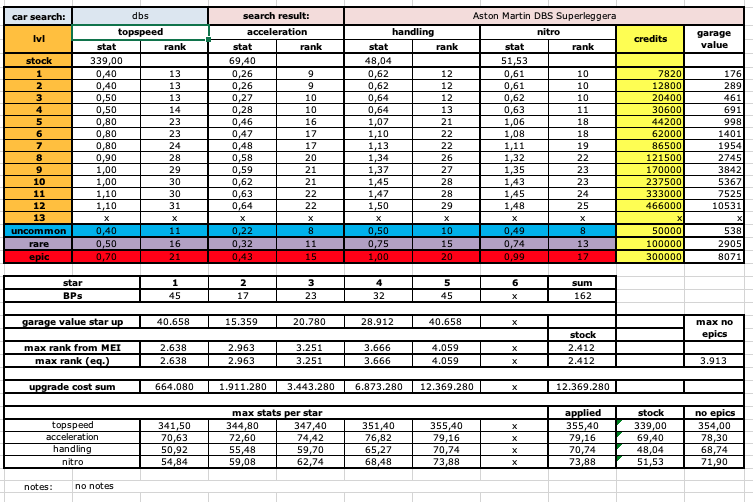 car search: dbs search result: Aston Martin DBS Superleggera
lvl topspeed acceleration handling nitro credits garage value
stat rank stat rank stat rank stat rank
stock 339,00 69,40 48,04 51,53
1 0,40 13 0,26 9 0,62 12 0,61 10 7820 176
2 0,40 13 0,26 9 0,62 12 0,61 10 12800 289
3 0,50 13 0,27 10 0,64 12 0,62 10 20400 461
4 0,50 14 0,28 10 0,64 13 0,63 11 30600 691
5 0,80 23 0,46 16 1,07 21 1,06 18 44200 998
6 0,80 23 0,47 17 1,10 22 1,08 18 62000 1401
7 0,80 24 0,48 17 1,13 22 1,11 19 86500 1954
8 0,90 28 0,58 20 1,34 26 1,32 22 121500 2745
9 1,00 29 0,59 21 1,37 27 1,35 23 170000 3842
10 1,00 30 0,62 21 1,45 28 1,43 23 237500 5367
11 1,10 30 0,63 22 1,47 28 1,45 24 333000 7525
12 1,10 31 0,64 22 1,50 29 1,48 25 466000 10531
13 x x x x x x x x x x
uncommon 0,40 11 0,22 8 0,50 10 0,49 8 50000 538
rare 0,50 16 0,32 11 0,75 15 0,74 13 100000 2905
epic 0,70 21 0,43 15 1,00 20 0,99 17 300000 8071
star 1 2 3 4 5 6 sum
BPs 45 17 23 32 45 x 162
garage value star up 40.658 15.359 20.780 28.912 40.658 x max no epics
stock
max rank from MEI 2.638 2.963 3.251 3.666 4.059 x 2.412
max rank (eq.) 2.638 2.963 3.251 3.666 4.059 x 2.412 3.913
upgrade cost sum 664.080 1.911.280 3.443.280 6.873.280 12.369.280 x 12.369.280
max stats per star applied stock no epics
topspeed 341,50 344,80 347,40 351,40 355,40 x 355,40 339,00 354,00
acceleration 70,63 72,60 74,42 76,82 79,16 x 79,16 69,40 78,30
handling 50,92 55,48 59,70 65,27 70,74 x 70,74 48,04 68,74
nitro 54,84 59,08 62,74 68,48 73,88 x 73,88 51,53 71,90
notes: no notes